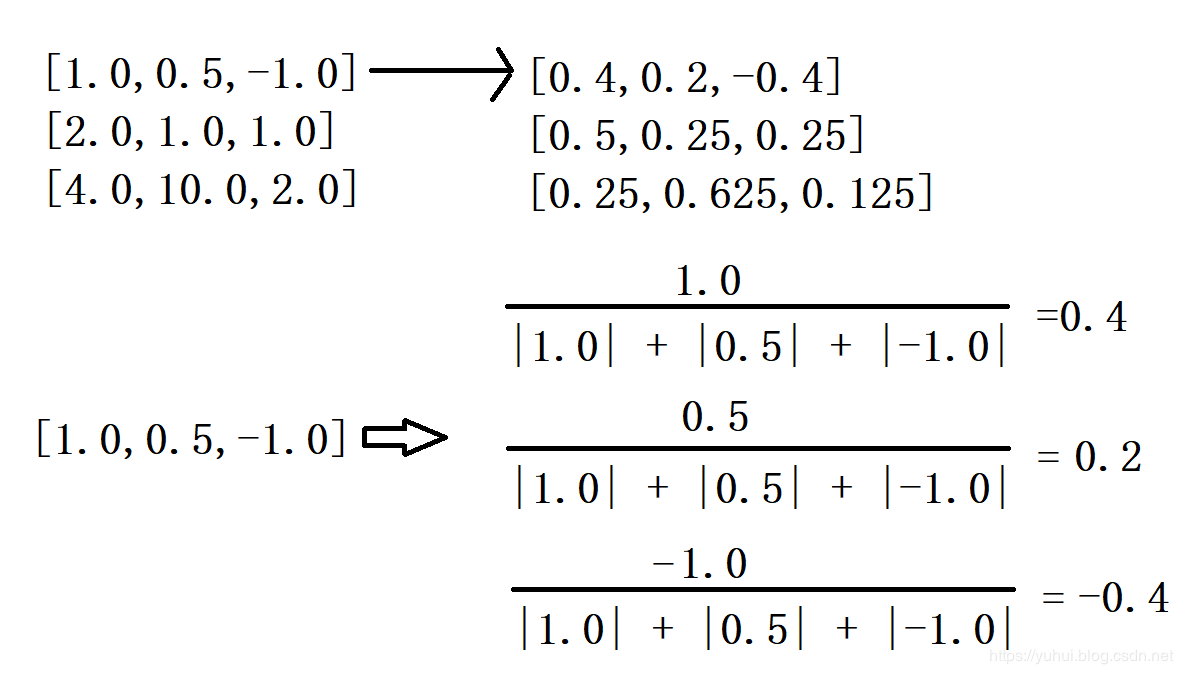 [1.0,0.5,-1.0] [0.4,0.2,-0.4]
[2.0,1.0,1.0] [0.5,0.25,0.25]
[4.0,10.0,2.0] [0.25,0.625,0.125]
1.0
|1.0| + |0.5| + |-1.0|
=0.4
[1.0,0.5,-1.0]
0.5
|1.0| + |0.5| + |-1.0|
= 0.2
-1.0
|1.0| + |0.5| + |-1.0|
= -0.4
https://yuhui.blog.csdn.net